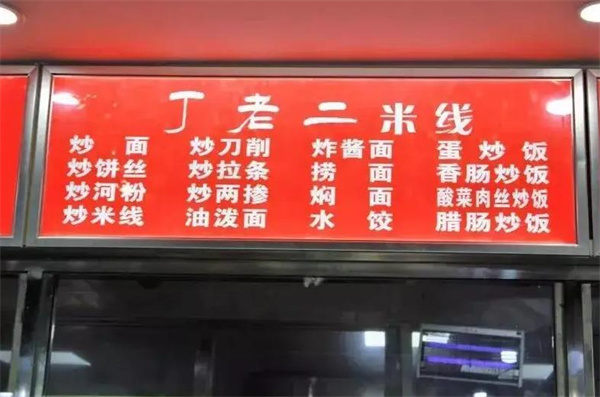 丁老二米线
炒面 炒刀削 炸酱面 蛋炒饭
炒饼丝 炒拉条 捞面 香肠炒饭
炒河粉 炒两掺 焖面 酸菜肉丝炒饭
炒米线 油泼面 水饺 腊肠炒饭